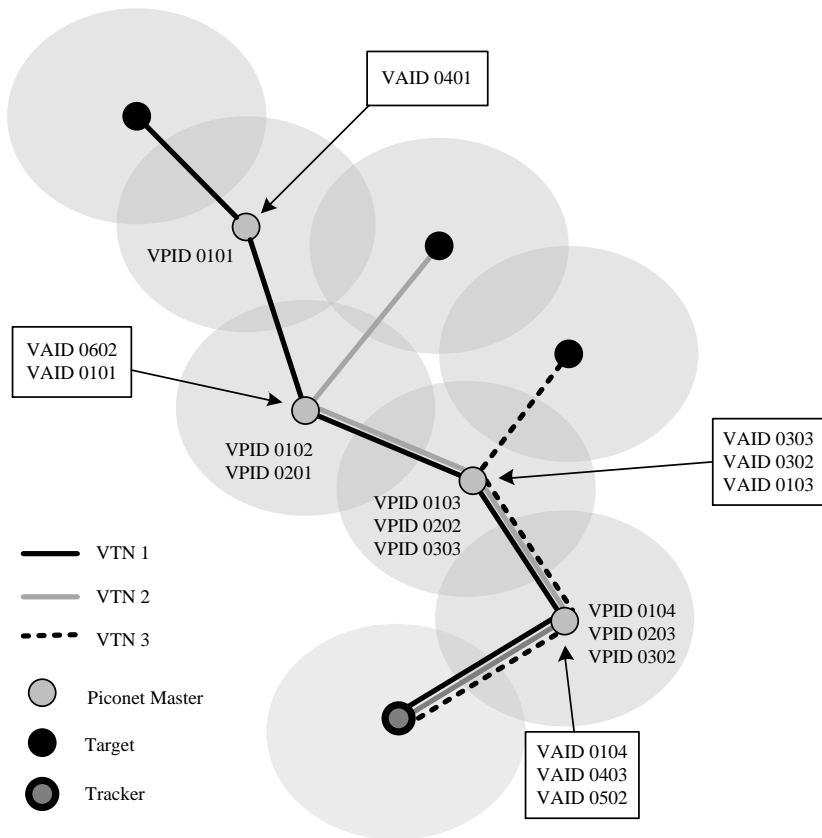 VAID 0401
VPID 0101
VAID 0602
VAID 0101
VPID 0102
VPID 0201
VAID 0303
VAID 0302
VAID 0103
VPID 0103
VPID 0202
VPID 0303
VTN 1
VTN 2
VTN 3
VPID 0104
VPID 0203
VPID 0302
Piconet Master
Target
Tracker
VAID 0104
VAID 0403
VAID 0502